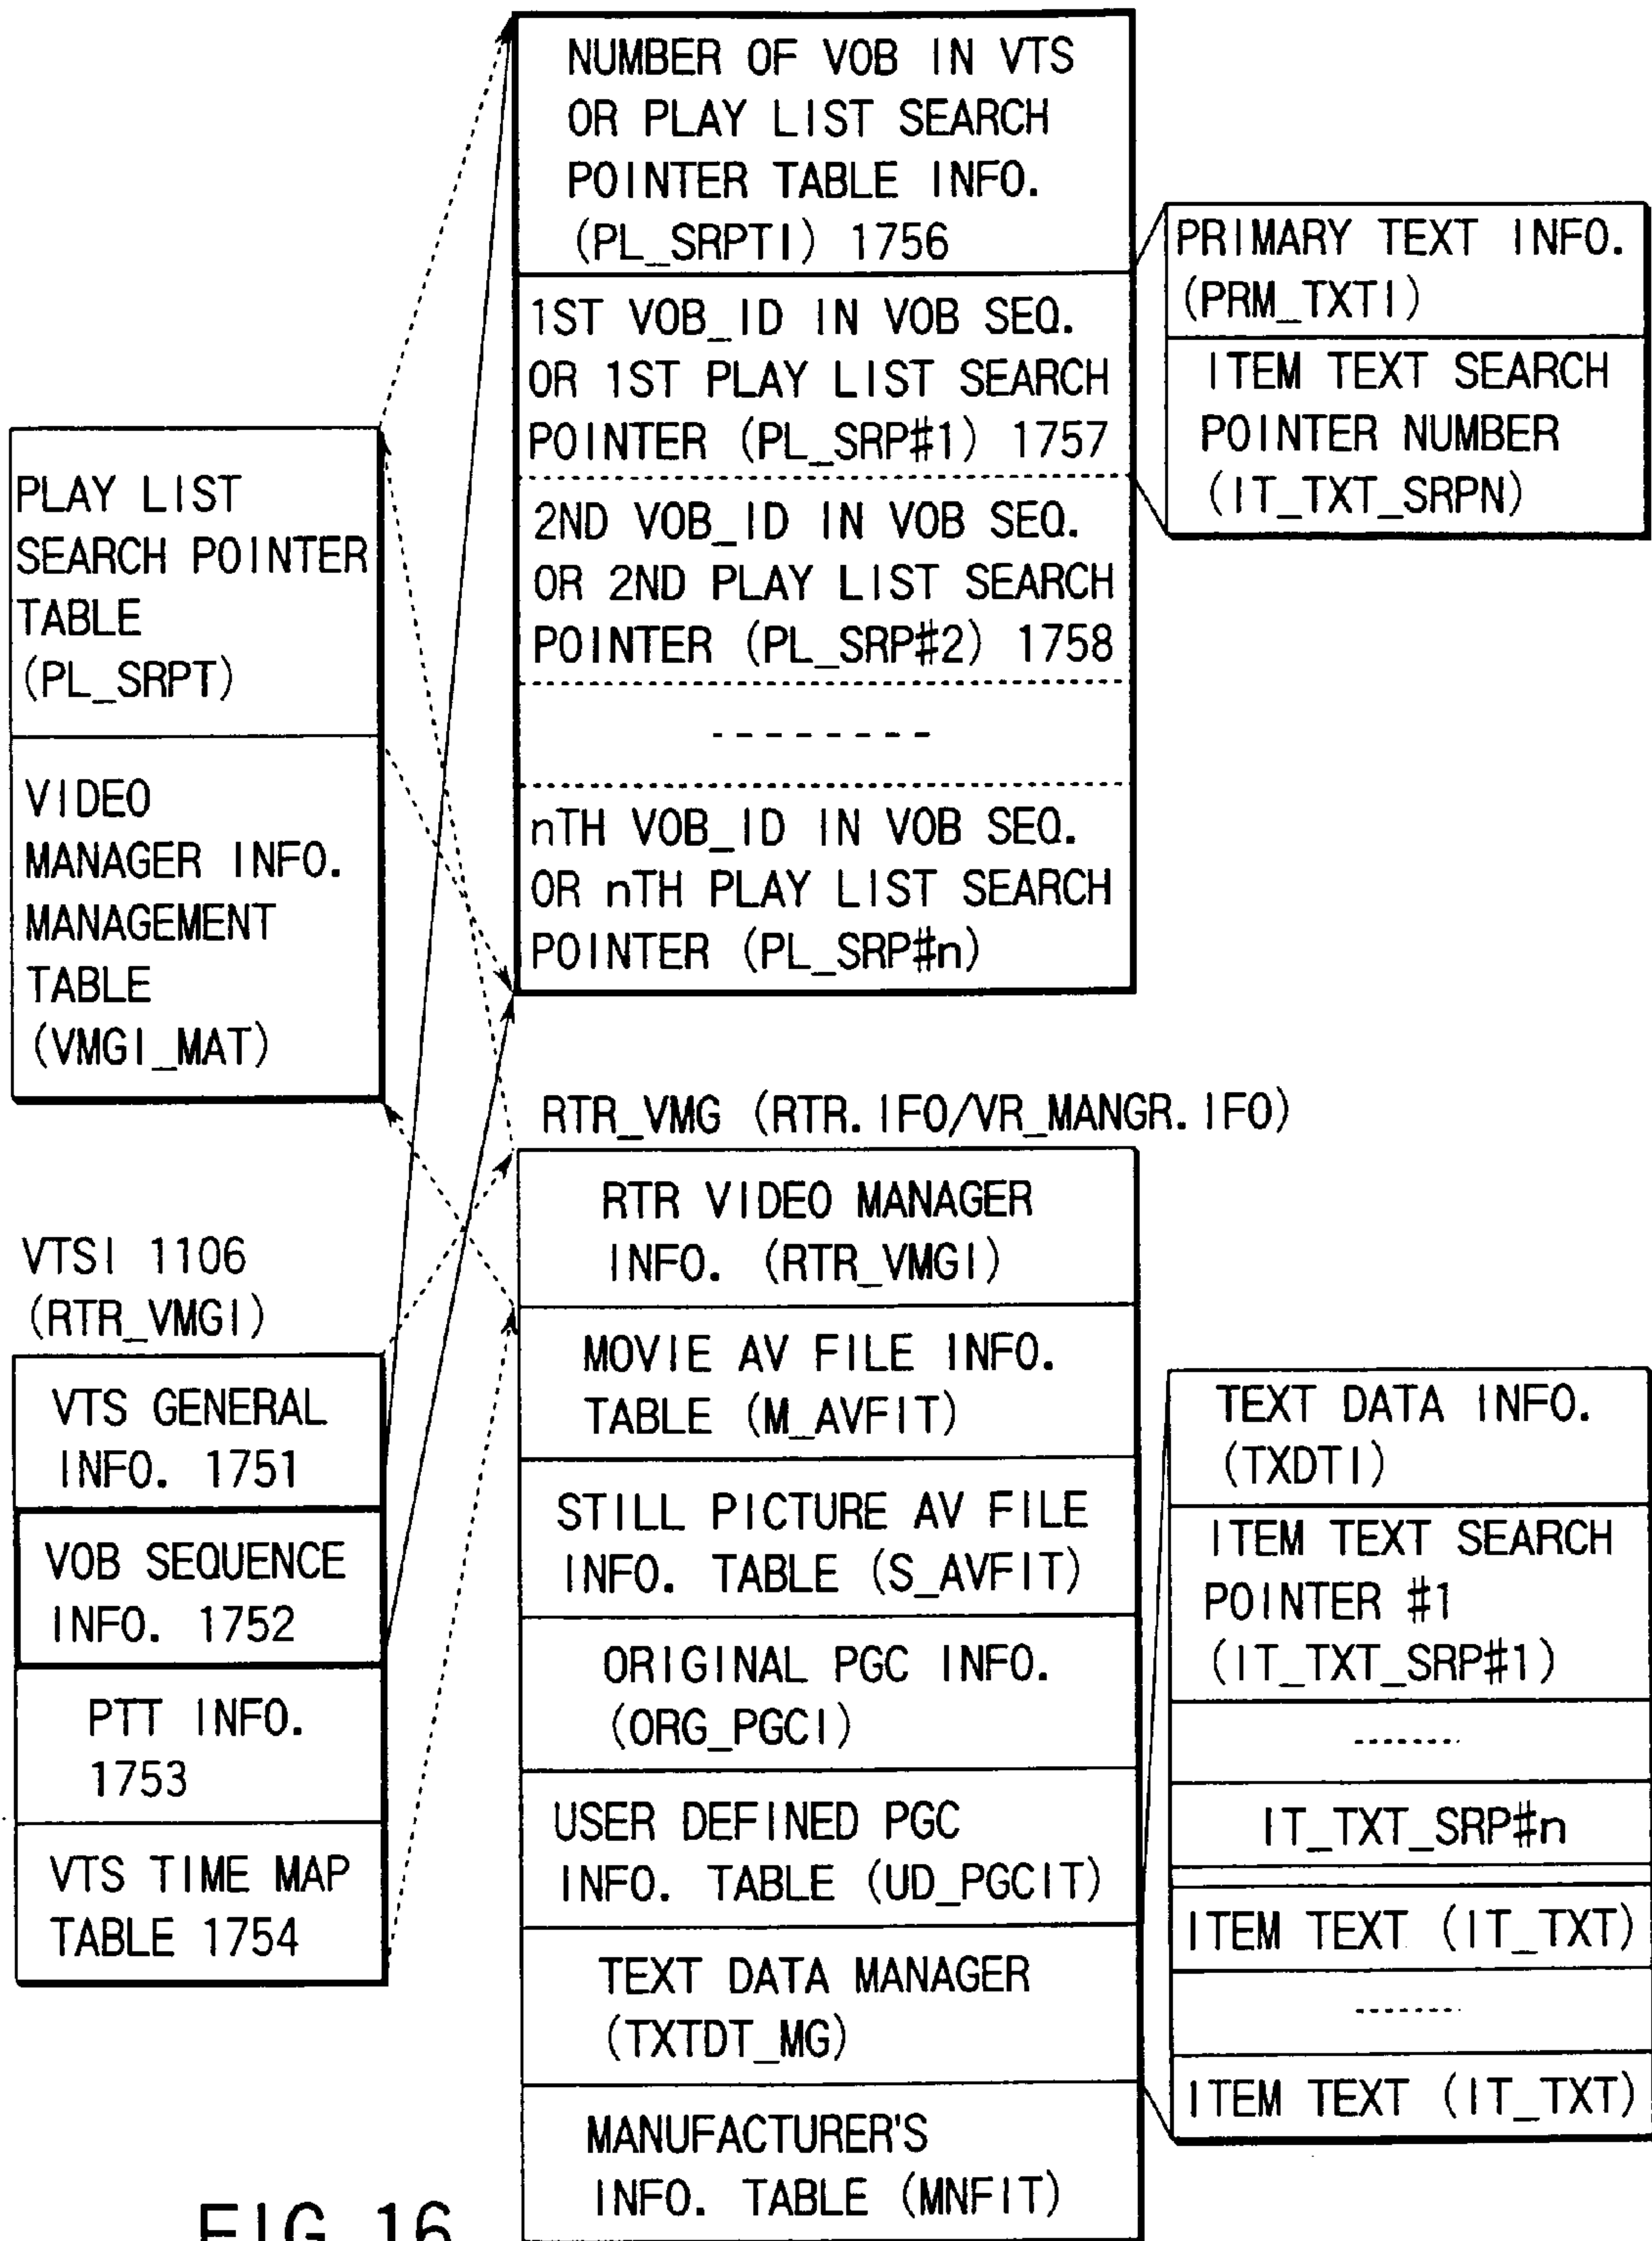 NUMBER OF VOB IN VTS
OR PLAY LIST SEARCH
POINTER TABLE INFO.
(PL_SRPTI) 1756
1ST VOB_ID IN VOB SEQ.
OR 1ST PLAY LIST SEARCH
POINTER (PL_SRP#1) 1757
2ND VOB_ID IN VOB SEQ.
OR 2ND PLAY LIST SEARCH
POINTER (PL_SRP#2) 1758
nTH VOB_ID IN VOB SEQ.
OR nTH PLAY LIST SEARCH
POINTER (PL_SRP#n)
PRIMARY TEXT INFO.
(PRM_TXTI)
ITEM TEXT SEARCH
POINTER NUMBER
(IT_TXT_SRPN)
PLAY LIST
SEARCH POINTER
TABLE
(PL_SRPT)
VIDEO
MANAGER INFO.
MANAGEMENT
TABLE
(VMGI_MAT)
RTR_VMG (RTR.IFO/VR_MANGR.IFO)
RTR VIDEO MANAGER
INFO. (RTR_VMGI)
MOVIE AV FILE INFO.
TABLE (M_AVFIT)
STILL PICTURE AV FILE
INFO. TABLE (S_AVFIT)
ORIGINAL PGC INFO.
(ORG_PGCI)
USER DEFINED PGC
INFO. TABLE (UD_PGCIT)
TEXT DATA MANAGER
(TXTDT_MG)
MANUFACTURER'S
INFO. TABLE (MNFIT)
VTSI 1106
(RTR_VMGI)
VTS GENERAL
INFO. 1751
VOB SEQUENCE
INFO. 1752
PTT INFO.
1753
VTS TIME MAP
TABLE 1754
TEXT DATA INFO.
(TXDTI)
ITEM TEXT SEARCH
POINTER #1
(IT_TXT_SRP#1)
IT_TXT_SRP#n
ITEM TEXT (IT_TXT)
ITEM TEXT (IT_TXT)
FIG. 16